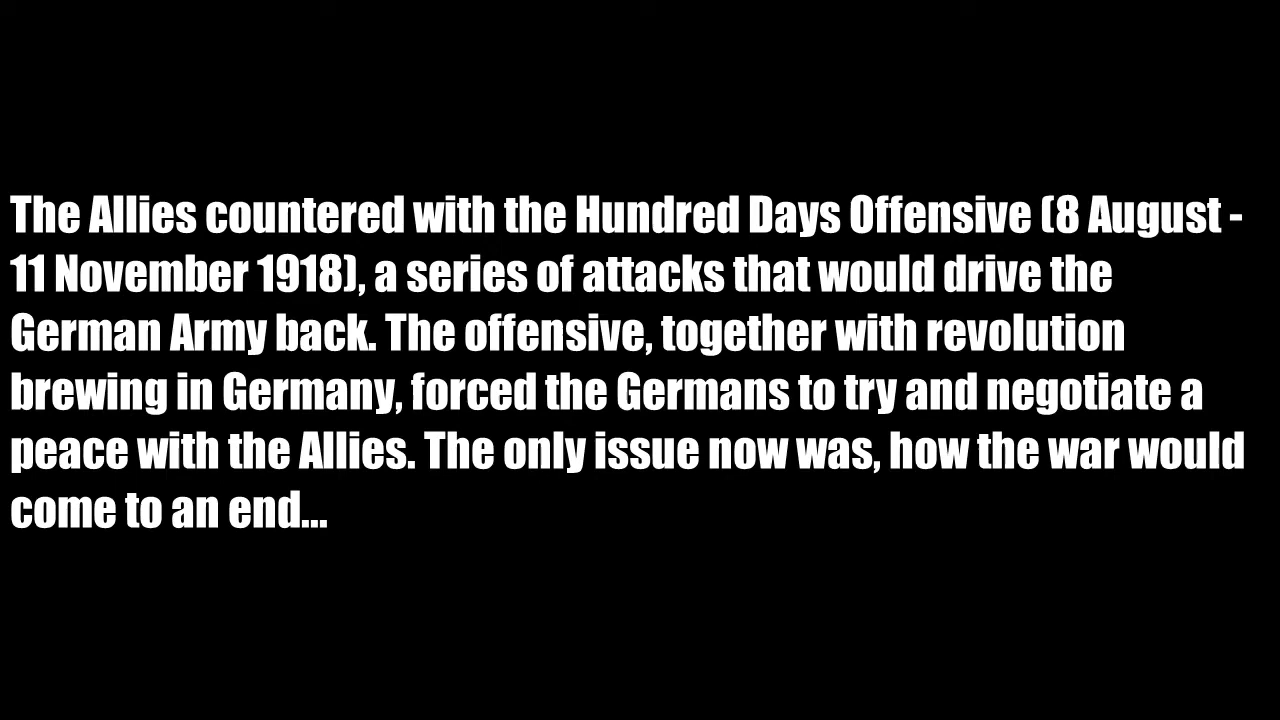 The Allies countered with the Hundred Days Offensive (8 August -
11 November 1918), a series of attacks that would drive the
German Army back. The offensive, together with revolution
brewing in Germany, forced the Germans to try and negotiate a
peace with the Allies. The only issue now was, how the war would
come to an end...